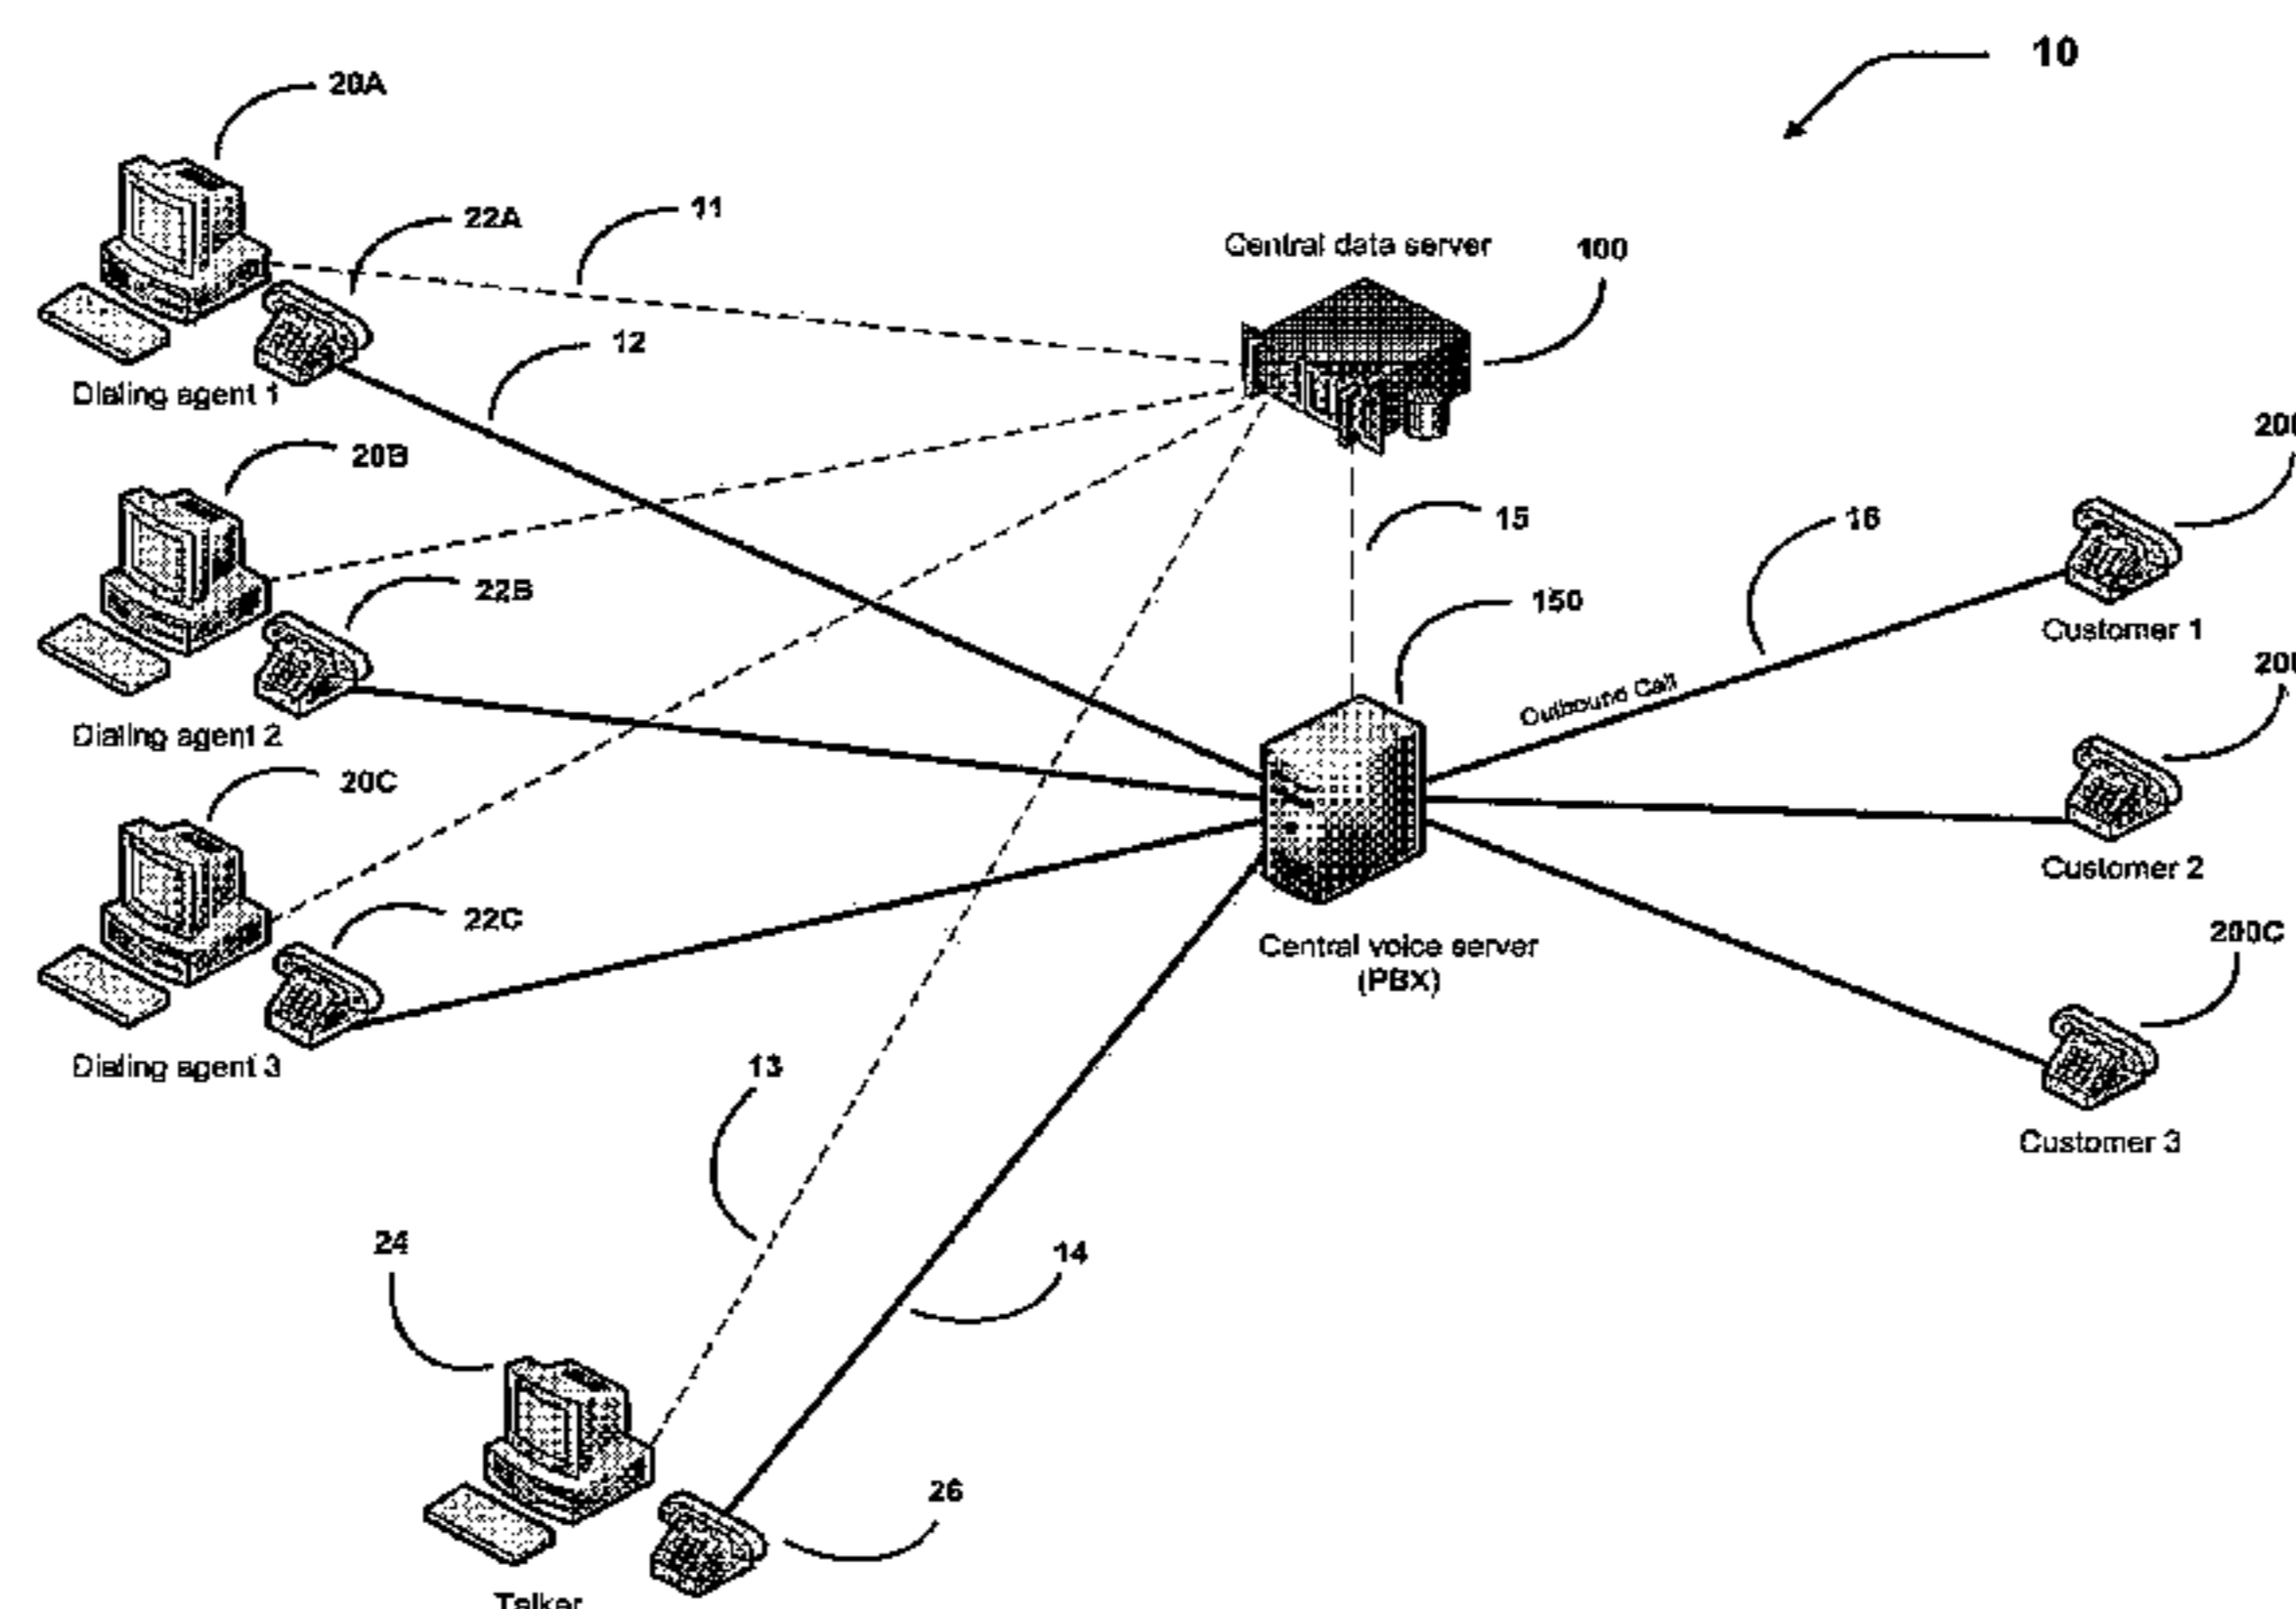 10
20A
22A
11
Central data server
100
12
Dialing agent 1
20B
15
16
22B
150
Customer 1
Outbound Call
Dialing agent 2
20C
Customer 2
22C
Central voice server
(PBX)
200C
Dialing agent 3
13
Customer 3
24
14
26
Talker